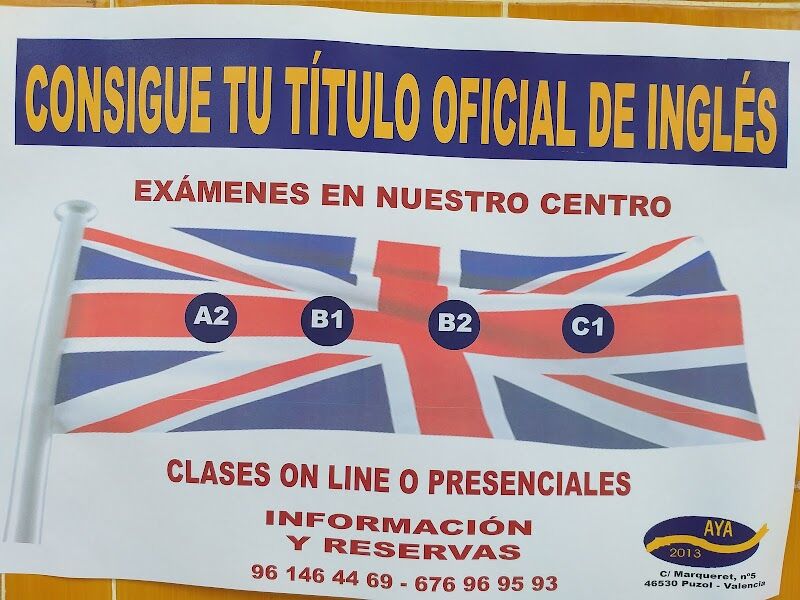 CONSIGUE TU TÍTULO OFICIAL DE INGLÉS
EXÁMENES EN NUESTRO CENTRO
A2 B1 B2 C1
CLASES ON LINE O PRESENCIALES
INFORMACIÓN
Y RESERVAS
96 146 44 69 - 676 96 95 93
AYA
2013
C/ Marqueret, nº5
46530 Puzol - Valencia